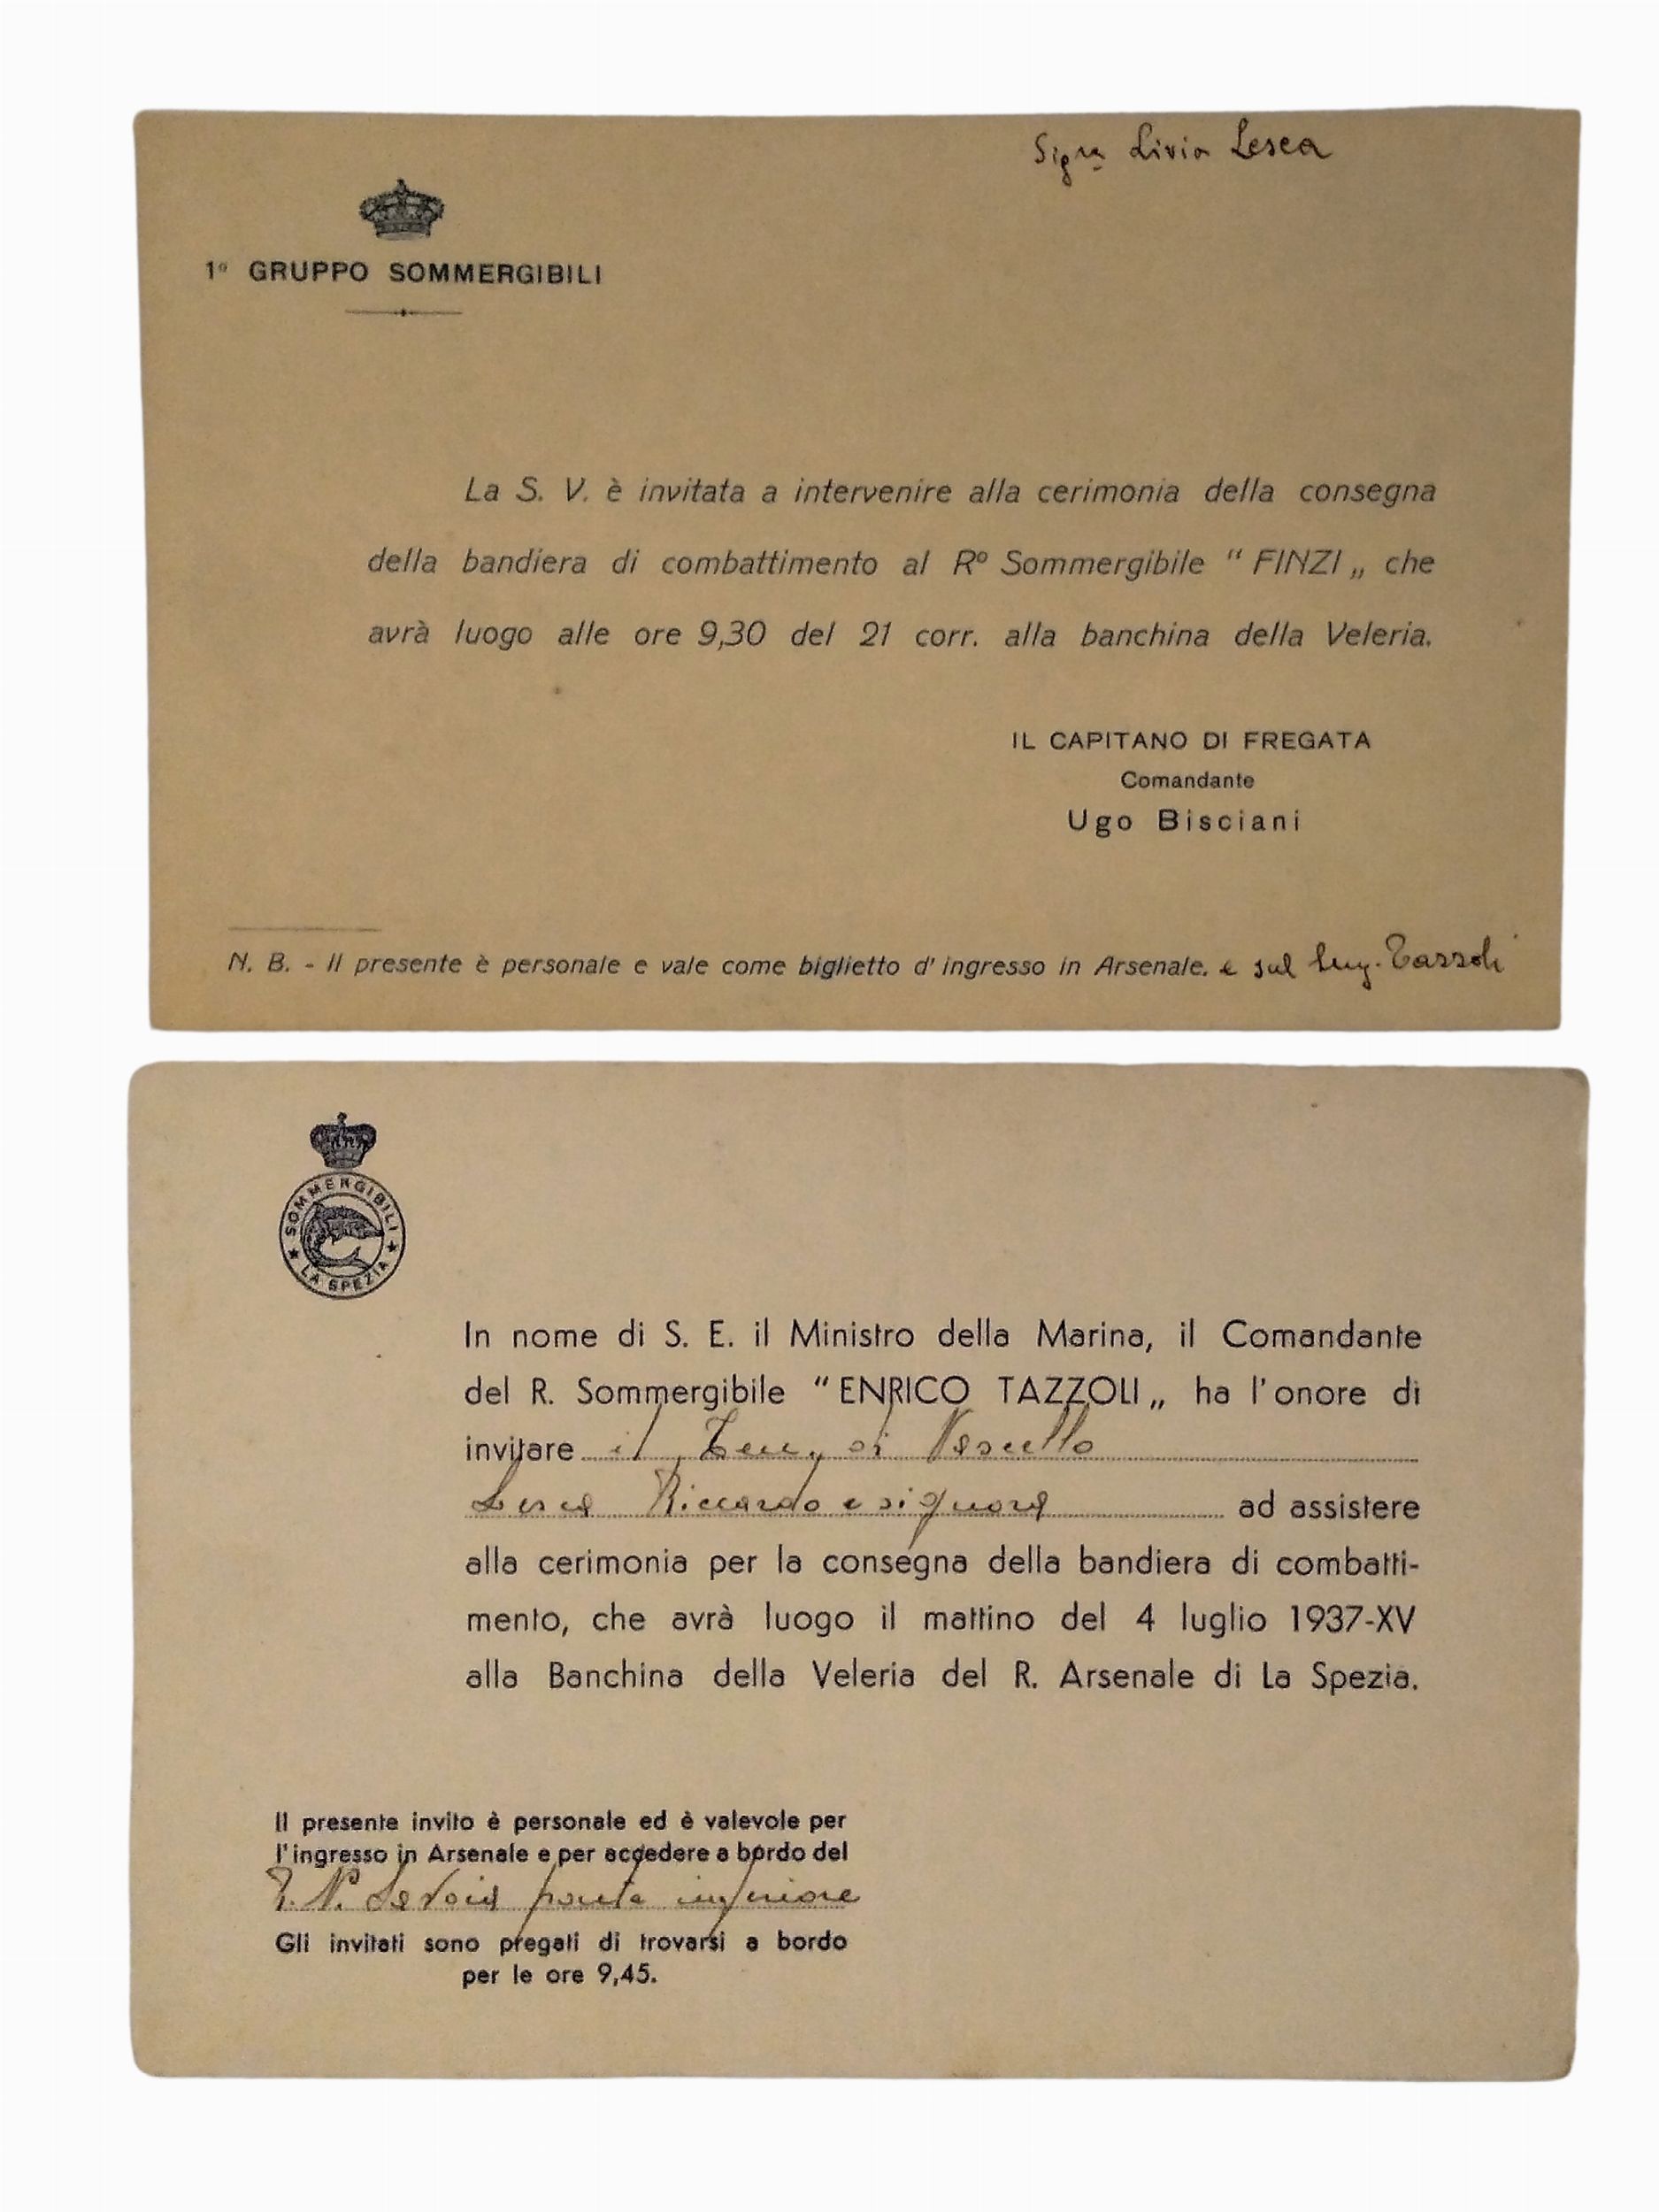 Sig.ra Livia Lesca
1° GRUPPO SOMMERGIBILI
La S. V. è invitata a intervenire alla cerimonia della consegna
della bandiera di combattimento al R° Sommergibile “ FINZI „ che
avrà luogo alle ore 9,30 del 21 corr. alla banchina della Veleria.
IL CAPITANO DI FREGATA
Comandante
Ugo Bisciani
N. B. - Il presente è personale e vale come biglietto d' ingresso in Arsenale. e sul Tazzoli
SOMMERGIBILI
LA SPEZIA
In nome di S. E. il Ministro della Marina, il Comandante
del R. Sommergibile “ ENRICO TAZZOLI „ ha l' onore di
invitare il Ten. di Vascello
Lesca Riccardo e signora ad assistere
alla cerimonia per la consegna della bandiera di combatti-
mento, che avrà luogo il mattino del 4 luglio 1937-XV
alla Banchina della Veleria del R. Arsenale di La Spezia.
Il presente invito è personale ed è valevole per
l' ingresso in Arsenale e per accedere a bordo del
R. N. Savoia ponte inferiore
Gli invitati sono pregati di trovarsi a bordo
per le ore 9,45.